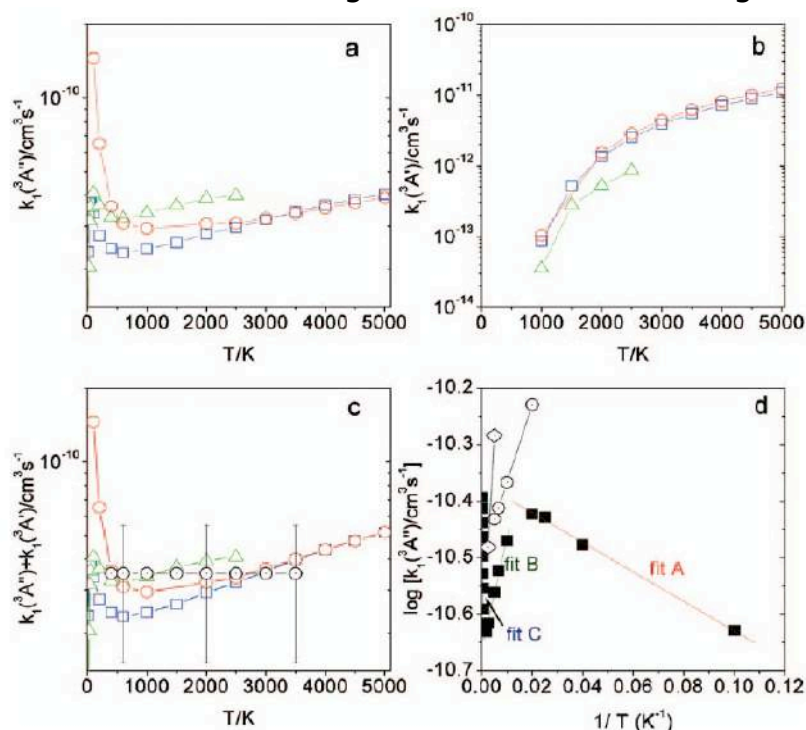 a
k₁(³A'')/cm³s⁻¹
10⁻¹⁰
0 1000 2000 3000 4000 5000
T/K
b
k₁(³A')/cm³s⁻¹
10⁻¹⁰
10⁻¹¹
10⁻¹²
10⁻¹³
10⁻¹⁴
0 1000 2000 3000 4000 5000
T/K
c
k₁(³A'')+k₁(³A')/cm³s⁻¹
10⁻¹⁰
0 1000 2000 3000 4000 5000
T/K
d
log [k₁(³A'')/cm³s⁻¹]
-10.2
-10.3
-10.4
-10.5
-10.6
-10.7
fit A
fit B
fit C
0.00 0.02 0.04 0.06 0.08 0.10
1/ T (K⁻¹)